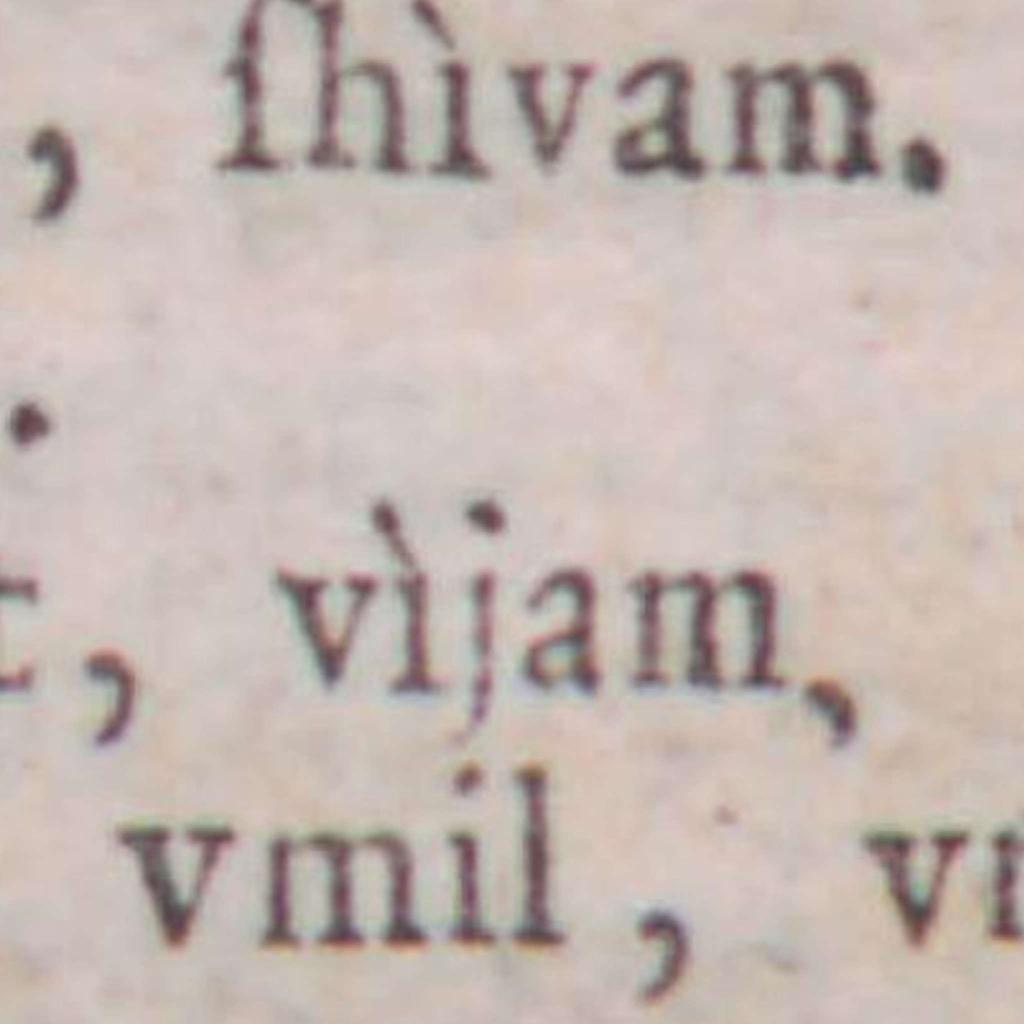 , ſhìvam.
.
, vìjam,
vmil,